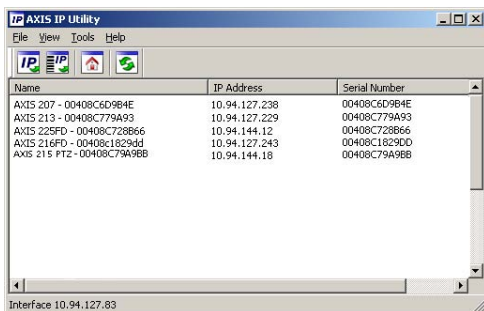 IP AXIS IP Utility
File View Tools Help
IP IP
Name IP Address Serial Number
AXIS 207 - 00408C6D9B4E 10.94.127.238 00408C6D9B4E
AXIS 213 - 00408C779A93 10.94.127.229 00408C779A93
AXIS 225FD - 00408C728B66 10.94.144.12 00408C728B66
AXIS 216FD - 00408c1829dd 10.94.127.243 00408C1829DD
AXIS 215 PTZ - 00408C79A9BB 10.94.144.18 00408C79A9BB
Interface 10.94.127.83